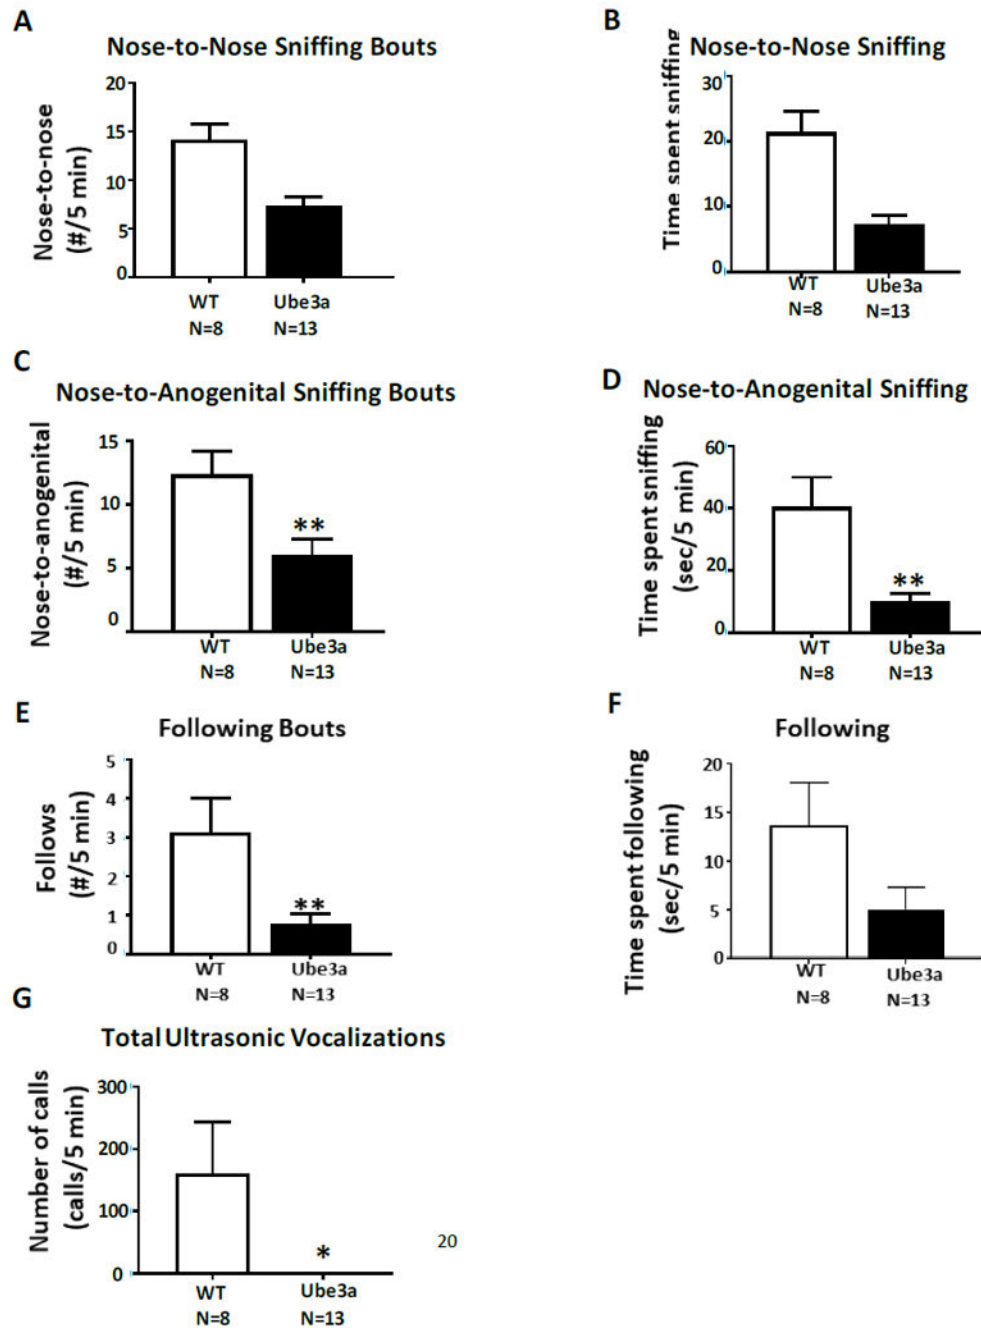 A
Nose-to-Nose Sniffing Bouts
Nose-to-nose
(#/5 min)
20
15
10
5
0
WT
N=8
Ube3a
N=13
B
Nose-to-Nose Sniffing
Time spent sniffing
30
20
10
0
WT
N=8
Ube3a
N=13
C
Nose-to-Anogenital Sniffing Bouts
Nose-to-anogenital
(#/5 min)
15
10
5
0
**
WT
N=8
Ube3a
N=13
D
Nose-to-Anogenital Sniffing
Time spent sniffing
(sec/5 min)
60
40
20
0
**
WT
N=8
Ube3a
N=13
E
Following Bouts
Follows
(#/5 min)
5
4
3
2
1
0
**
WT
N=8
Ube3a
N=13
F
Following
Time spent following
(sec/5 min)
20
15
10
5
0
WT
N=8
Ube3a
N=13
G
Total Ultrasonic Vocalizations
Number of calls
(calls/5 min)
300
200
100
0
*
WT
N=8
Ube3a
N=13
20